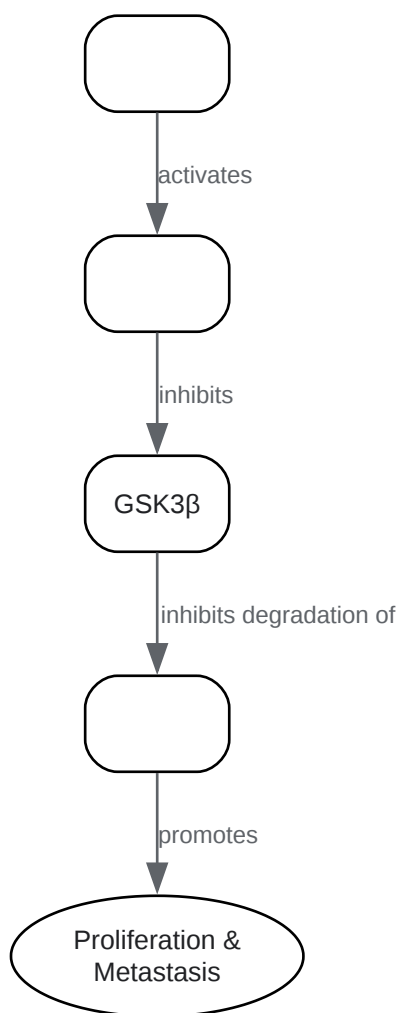 activates
inhibits
GSK3β
inhibits degradation of
promotes
Proliferation &
Metastasis